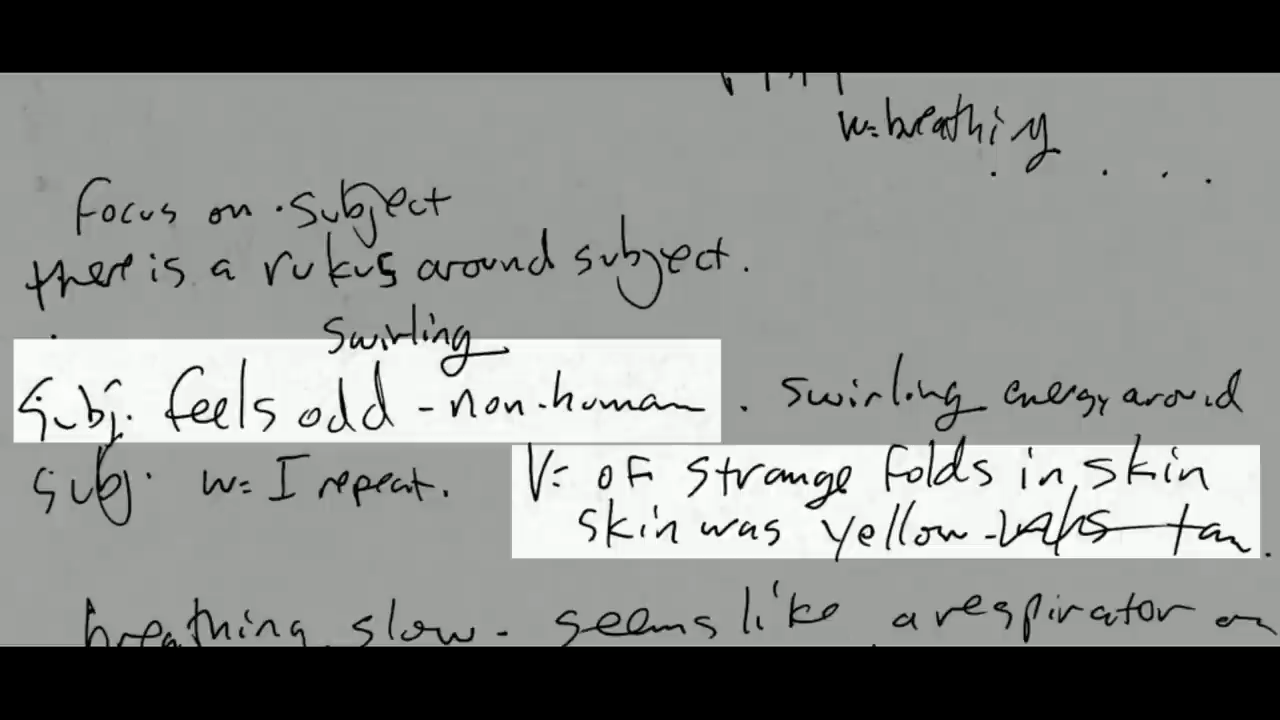 w=breathing . . . .
Focus on . subject
there is a rukus around subject.
swirling
Subj. feels odd - non-human . swirling energy around
subj. w= I repeat. V= of strange folds in skin
skin was yellow - tan.
breathing slow - seems like a respirator on